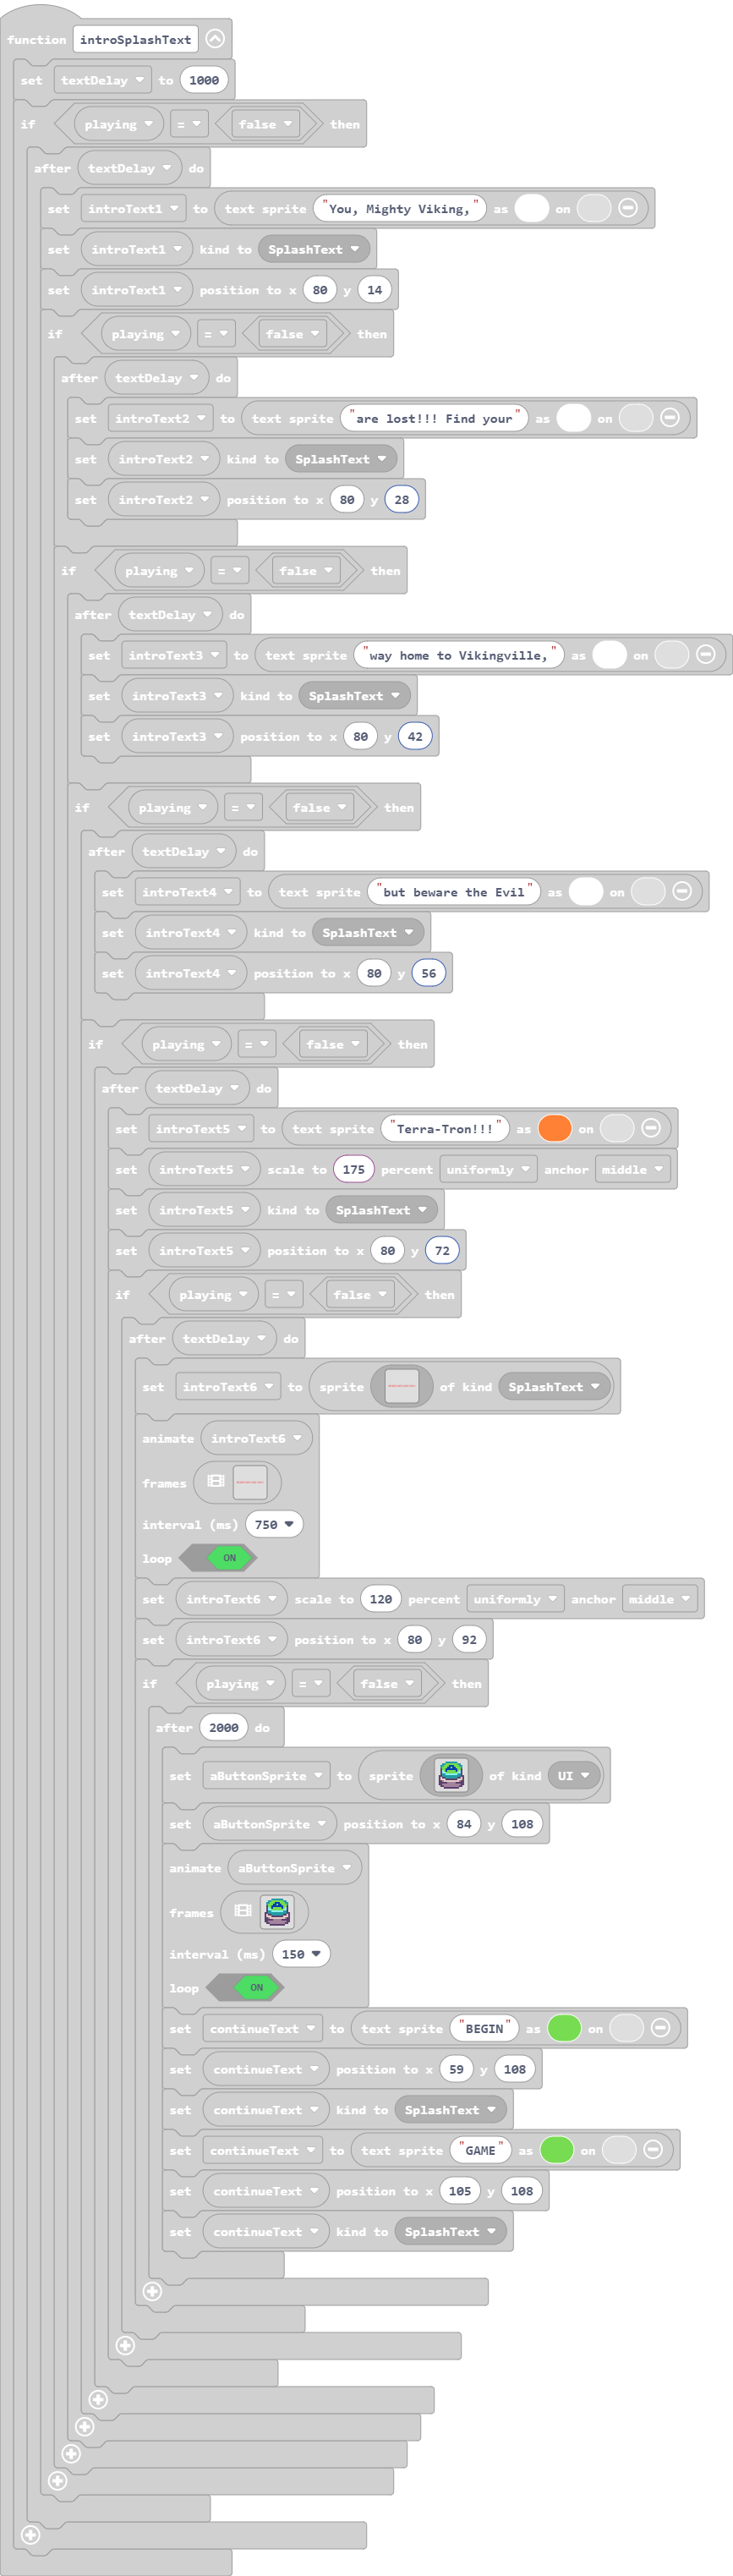 function introSplashText
set textDelay to 1000
if playing = false then
after textDelay do
set introText1 to text sprite "You, Mighty Viking," as on
set introText1 kind to SplashText
set introText1 position to x 80 y 14
if playing = false then
after textDelay do
set introText2 to text sprite "are lost!!! Find your" as on
set introText2 kind to SplashText
set introText2 position to x 80 y 28
if playing = false then
after textDelay do
set introText3 to text sprite "way home to Vikingville," as on
set introText3 kind to SplashText
set introText3 position to x 80 y 42
if playing = false then
after textDelay do
set introText4 to text sprite "but beware the Evil" as on
set introText4 kind to SplashText
set introText4 position to x 80 y 56
if playing = false then
after textDelay do
set introText5 to text sprite "Terra-Tron!!!" as on
set introText5 scale to 175 percent uniformly anchor middle
set introText5 kind to SplashText
set introText5 position to x 80 y 72
if playing = false then
after textDelay do
set introText6 to sprite of kind SplashText
animate introText6
frames
interval (ms) 750
loop ON
set introText6 scale to 120 percent uniformly anchor middle
set introText6 position to x 80 y 92
if playing = false then
after 2000 do
set aButtonSprite to sprite of kind UI
set aButtonSprite position to x 84 y 108
animate aButtonSprite
frames
interval (ms) 150
loop ON
set continueText to text sprite "BEGIN" as on
set continueText position to x 59 y 108
set continueText kind to SplashText
set continueText to text sprite "GAME" as on
set continueText position to x 105 y 108
set continueText kind to SplashText